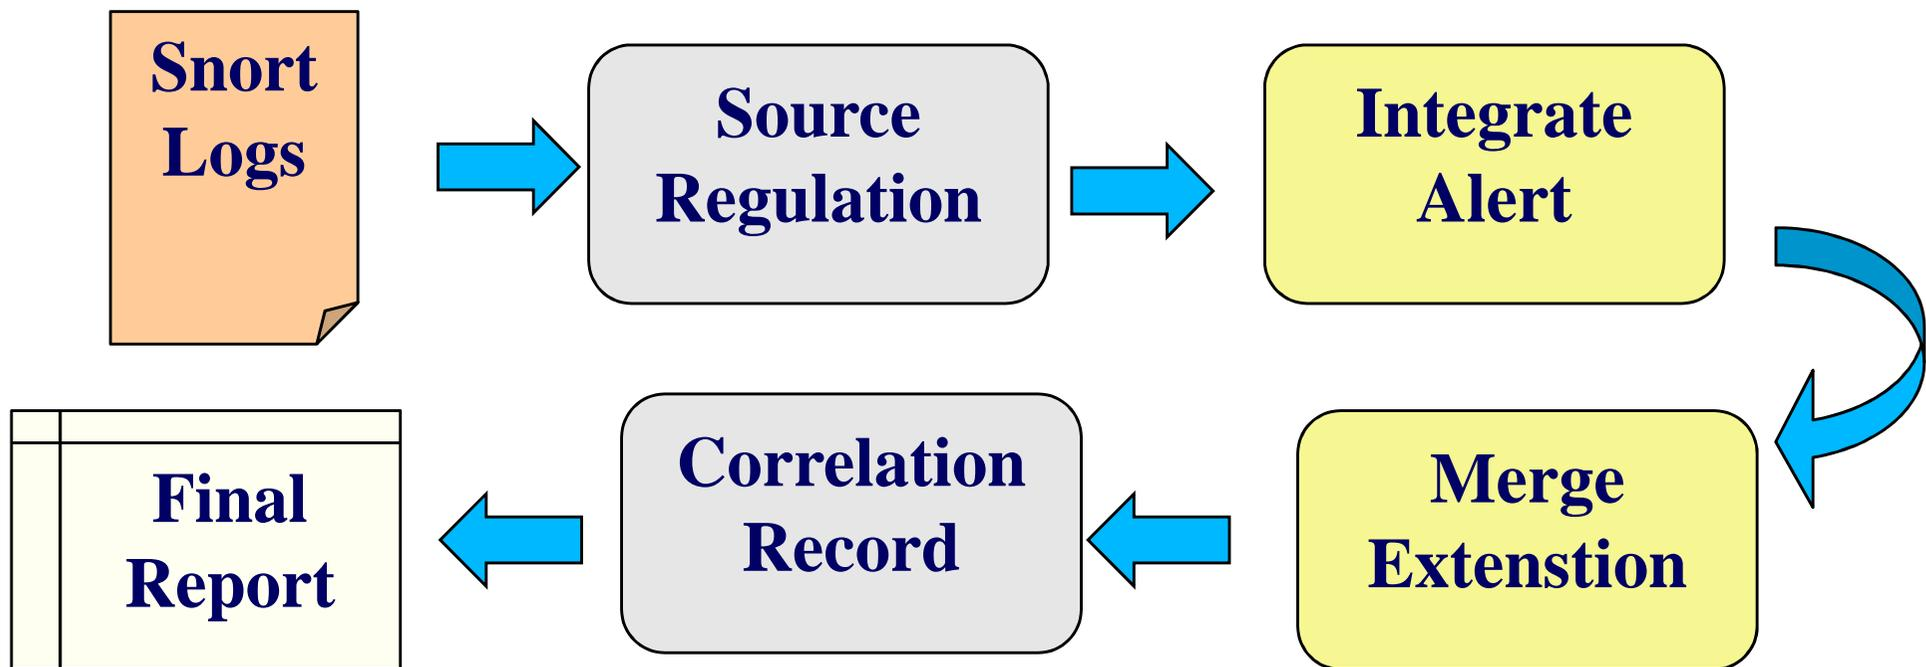 Snort
Logs
Source
Regulation
Integrate
Alert
Merge
Extenstion
Correlation
Record
Final
Report